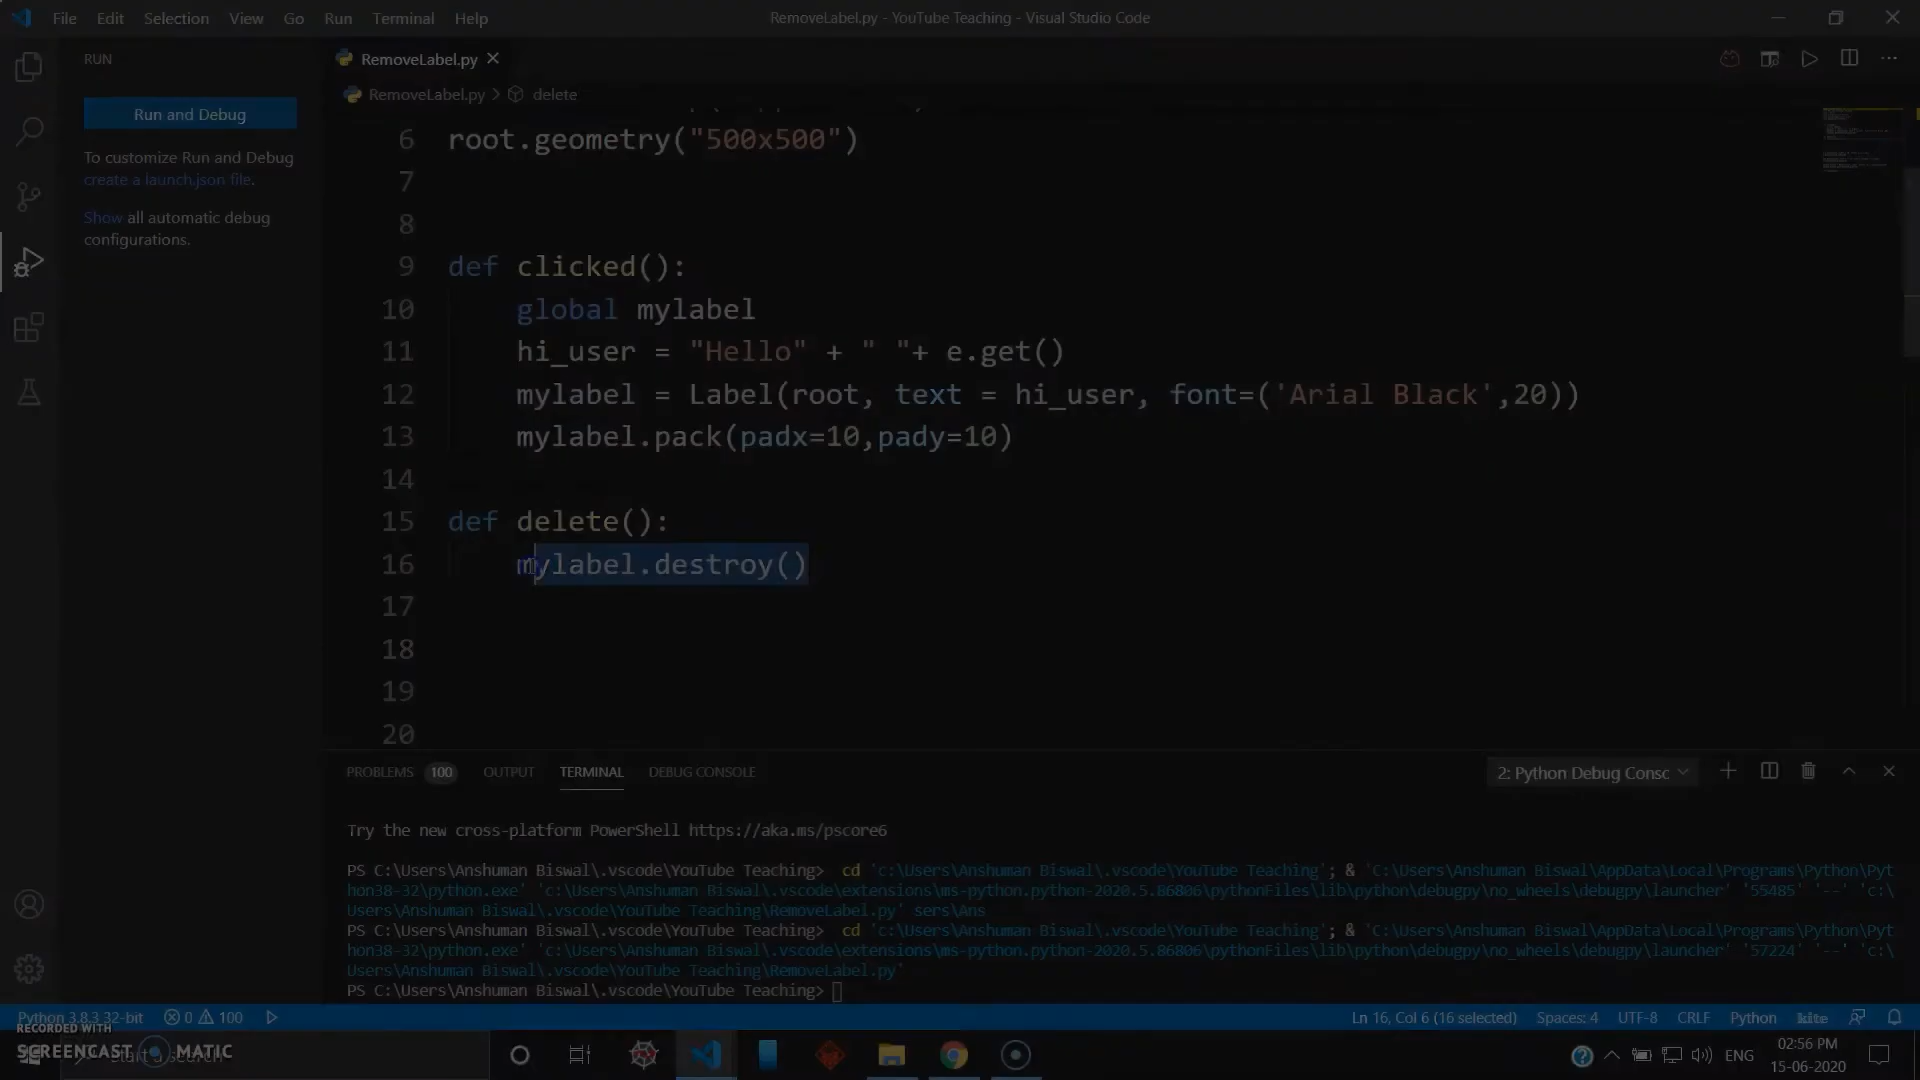 File Edit Selection View Go Run Terminal Help
RemoveLabel.py - YouTube Teaching - Visual Studio Code
RUN
RemoveLabel.py
Run and Debug
RemoveLabel.py > delete
To customize Run and Debug
create a launch.json file.
Show all automatic debug
configurations.
6 root.geometry("500x500")
7
8
9 def clicked():
10 global mylabel
11 hi_user = "Hello" + " "+ e.get()
12 mylabel = Label(root, text = hi_user, font=('Arial Black',20))
13 mylabel.pack(padx=10,pady=10)
14
15 def delete():
16 mylabel.destroy()
17
18
19
20
PROBLEMS 100 OUTPUT TERMINAL DEBUG CONSOLE
2: Python Debug Consc
Try the new cross-platform PowerShell https://aka.ms/pscore6
PS C:\Users\Anshuman Biswal\.vscode\YouTube Teaching> cd 'c:\Users\Anshuman Biswal\.vscode\YouTube Teaching'; & 'C:\Users\Anshuman Biswal\AppData\Local\Programs\Python\Pyt
hon38-32\python.exe' 'c:\Users\Anshuman Biswal\.vscode\extensions\ms-python.python-2020.5.86806\pythonFiles\lib\python\debugpy\no_wheels\debugpy\launcher' '55485' '--' 'c:\
Users\Anshuman Biswal\.vscode\YouTube Teaching\RemoveLabel.py' sers\Ans
PS C:\Users\Anshuman Biswal\.vscode\YouTube Teaching> cd 'c:\Users\Anshuman Biswal\.vscode\YouTube Teaching'; & 'C:\Users\Anshuman Biswal\AppData\Local\Programs\Python\Pyt
hon38-32\python.exe' 'c:\Users\Anshuman Biswal\.vscode\extensions\ms-python.python-2020.5.86806\pythonFiles\lib\python\debugpy\no_wheels\debugpy\launcher' '57224' '--' 'c:\
Users\Anshuman Biswal\.vscode\YouTube Teaching\RemoveLabel.py'
PS C:\Users\Anshuman Biswal\.vscode\YouTube Teaching>
Python 3.8.3 32-bit 0 100
Ln 16, Col 6 (16 selected) Spaces: 4 UTF-8 CRLF Python kite
RECORDED WITH
SCREENCAST MATIC
Start a search
ENG
02:56 PM
15-06-2020